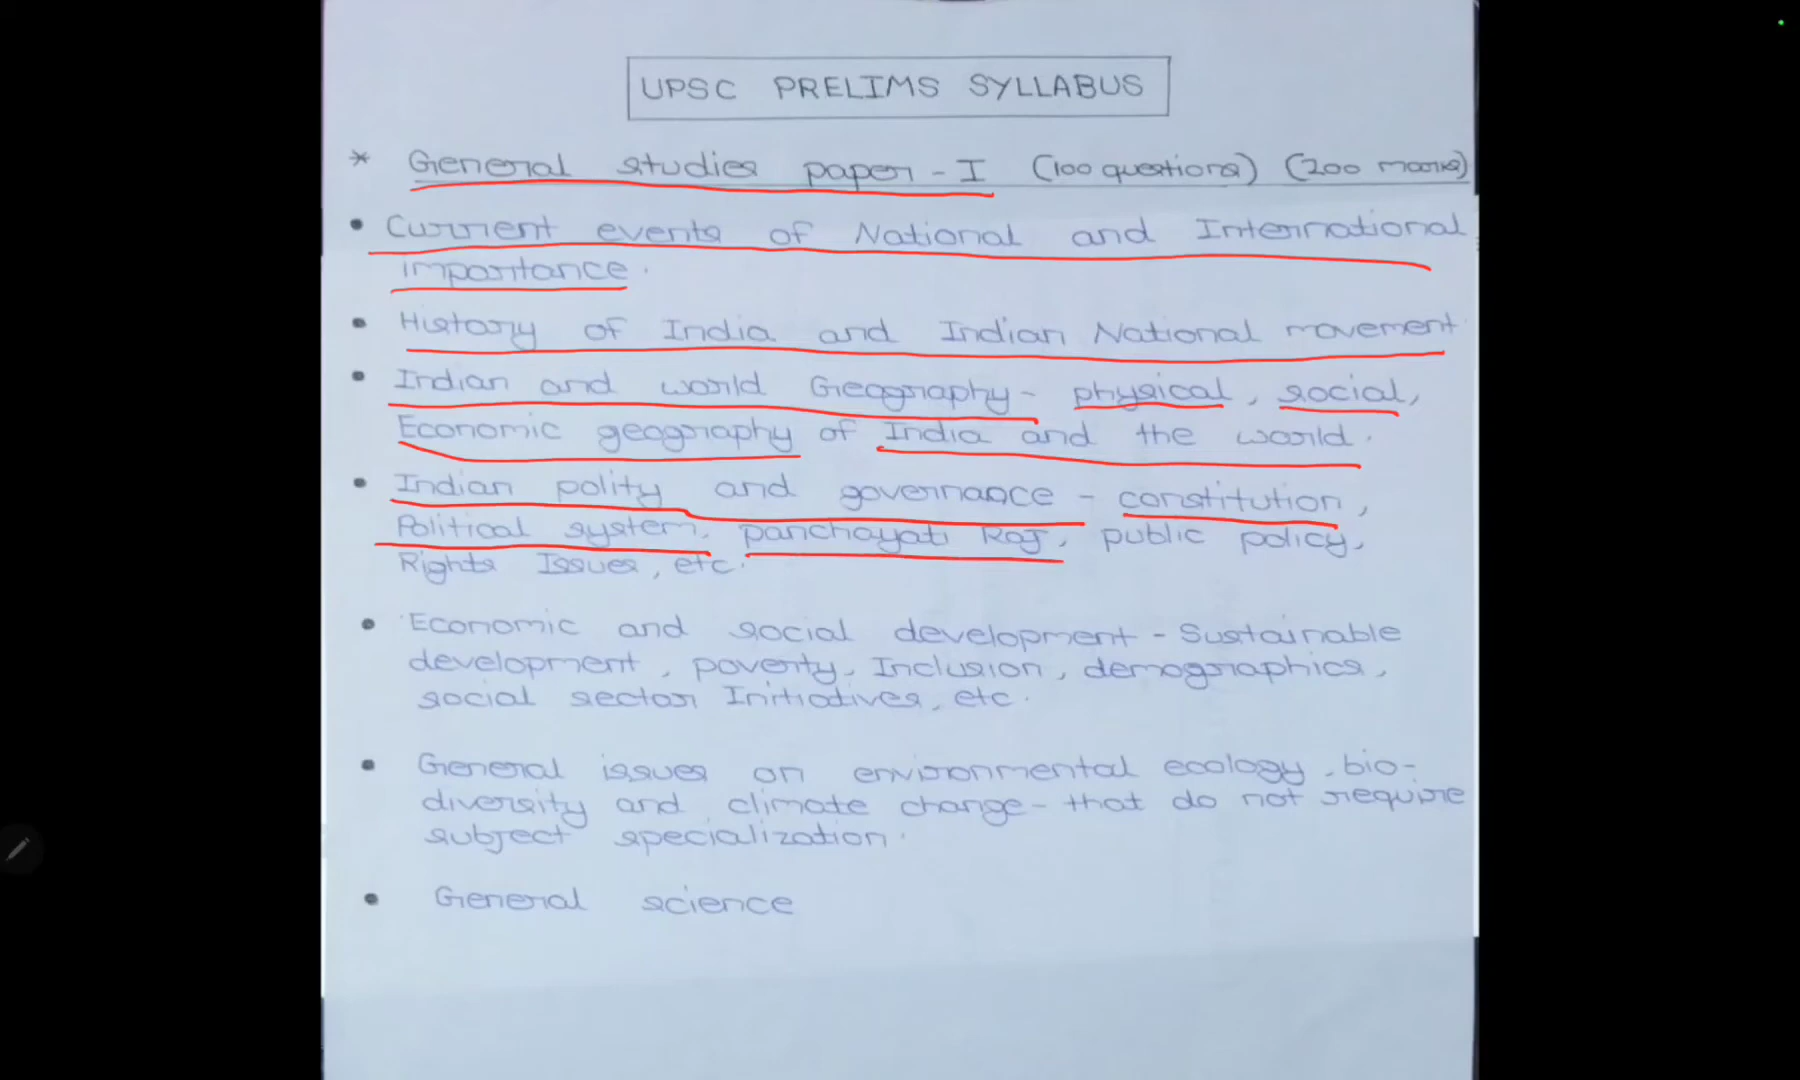 UPSC PRELIMS SYLLABUS
* General studies paper - I (100 questions) (200 marks)
• Current events of National and International
importance.
• History of India and Indian National movement
• Indian and world Geography - physical, social,
Economic geography of India and the world.
• Indian polity and governance - constitution,
Political system, panchayati Raj, public policy,
Rights Issues, etc.
• Economic and social development - Sustainable
development, poverty, Inclusion, demographics,
social sector Initiatives, etc.
• General issues on environmental ecology, bio-
diversity and climate change - that do not require
subject specialization.
• General science